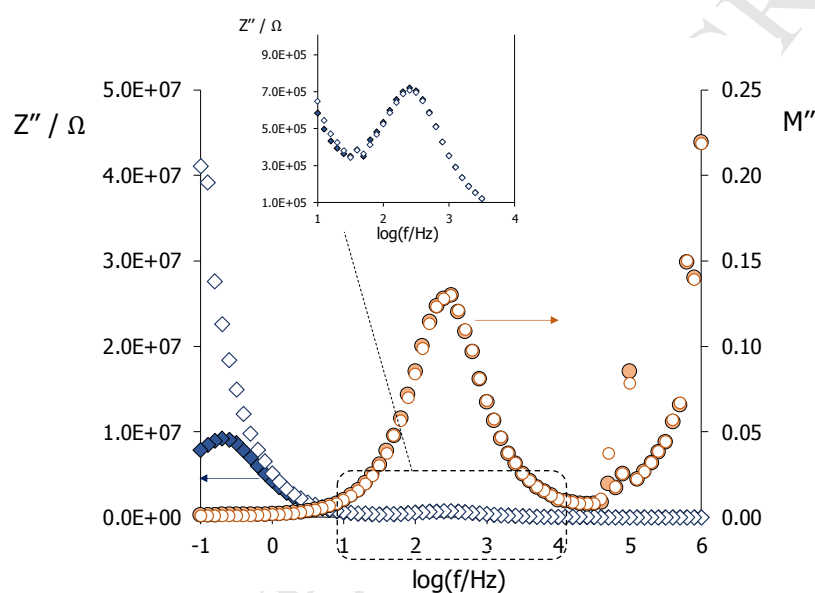 Z″ / Ω
9.0E+05
7.0E+05
5.0E+05
3.0E+05
1.0E+05
1 2 3 4
log(f/Hz)
Z″ / Ω
M″
5.0E+07
4.0E+07
3.0E+07
2.0E+07
1.0E+07
0.0E+00
0.25
0.20
0.15
0.10
0.05
0.00
-1 0 1 2 3 4 5 6
log(f/Hz)